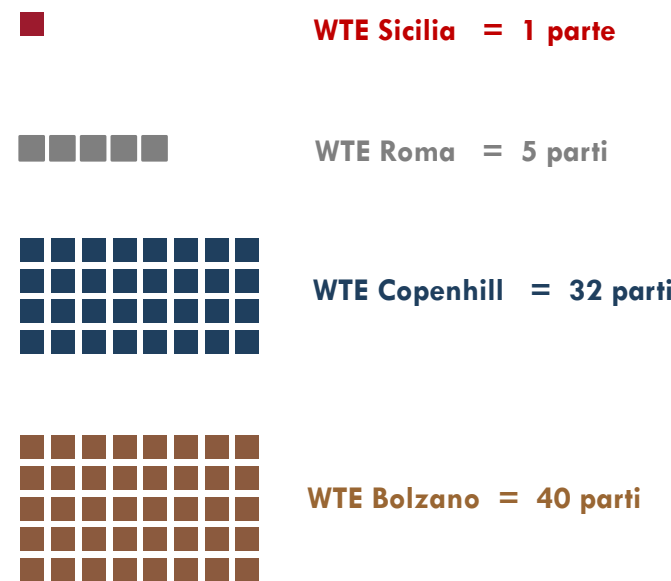 WTE Sicilia = 1 parte
WTE Roma = 5 parti
WTE Copenhill = 32 parti
WTE Bolzano = 40 parti